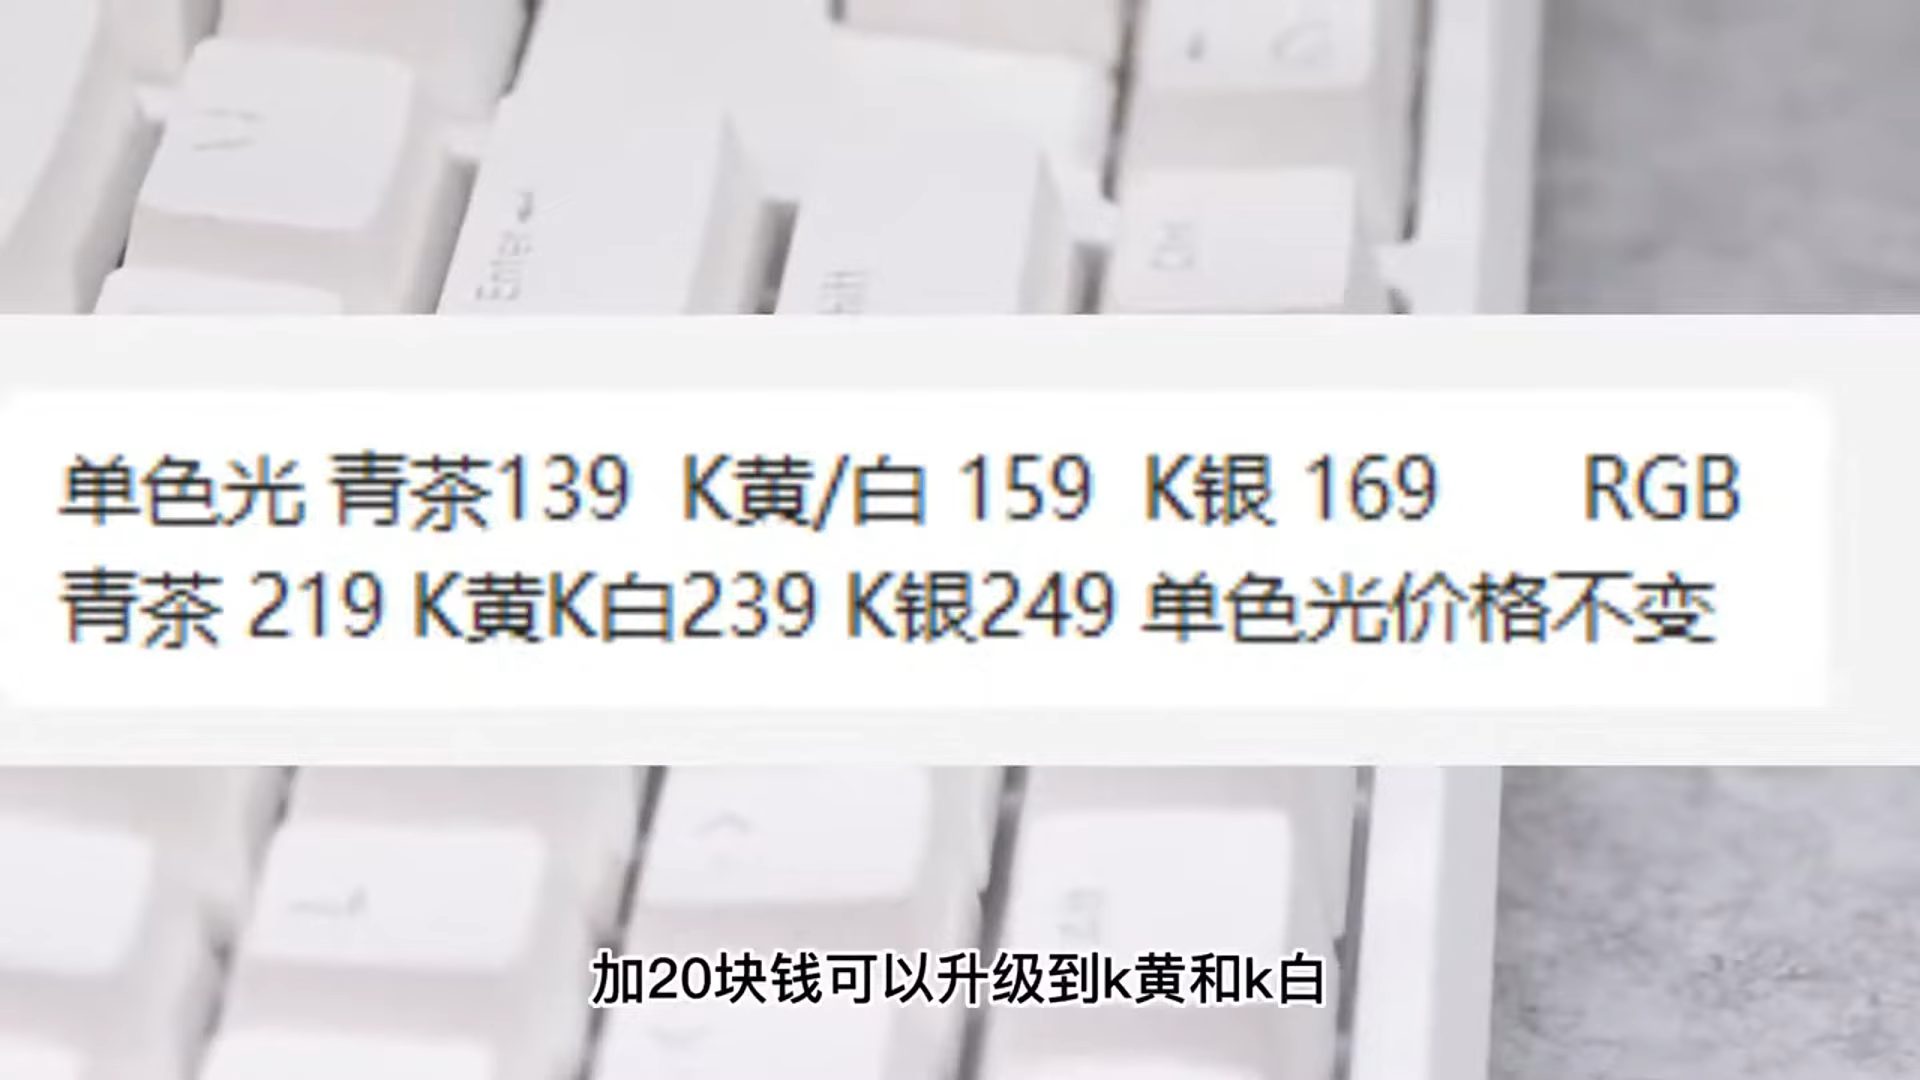 Enter
单色光 青茶139 K黄/白 159 K银 169 RGB
青茶 219 K黄K白239 K银249 单色光价格不变
加20块钱可以升级到k黄和k白